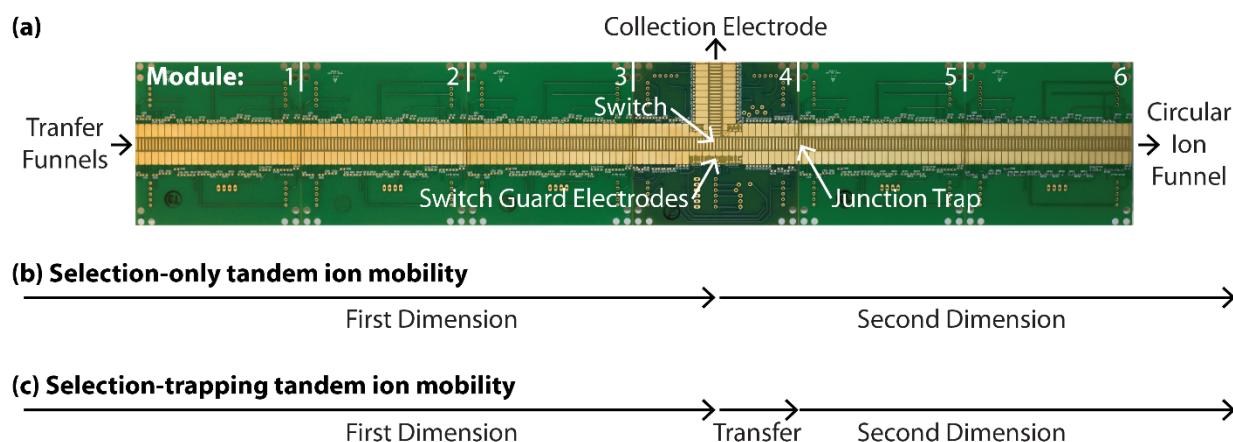 (a)
Collection Electrode
Module: 1 2 3 4 5 6
Switch
Tranfer
Funnels
Circular
Ion
Funnel
Switch Guard Electrodes
Junction Trap
(b) Selection-only tandem ion mobility
First Dimension
Second Dimension
(c) Selection-trapping tandem ion mobility
First Dimension
Transfer
Second Dimension